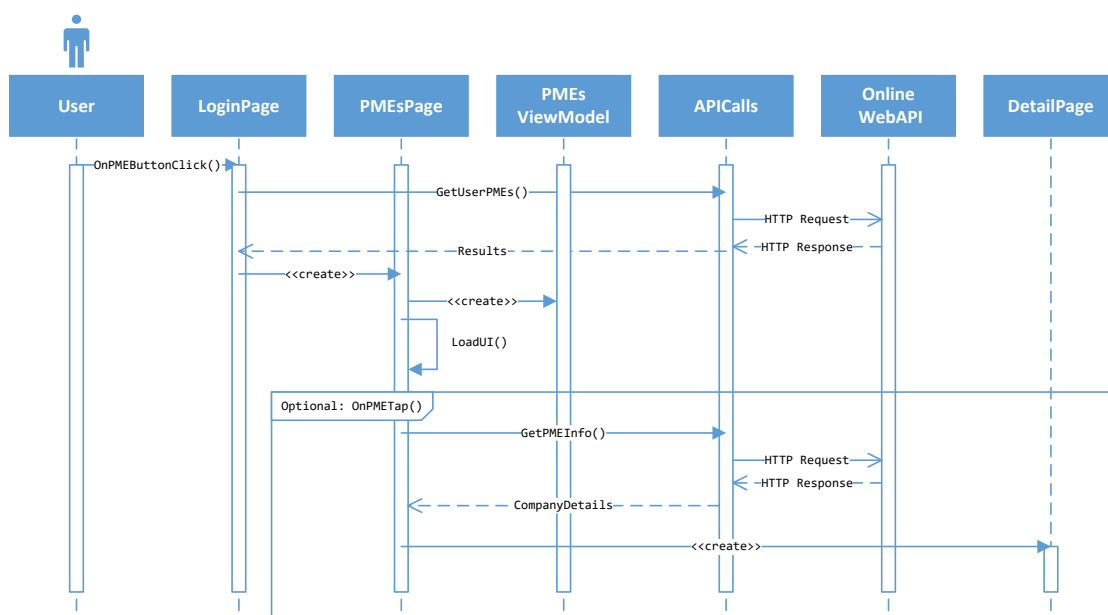 User
LoginPage
PMEsPage
PMEs
ViewModel
APICalls
Online
WebAPI
DetailPage
OnPMEButtonClick()
GetUserPMEs()
HTTP Request
HTTP Response
Results
<<create>>
<<create>>
LoadUI()
Optional: OnPMETap()
GetPMEInfo()
HTTP Request
HTTP Response
CompanyDetails
<<create>>